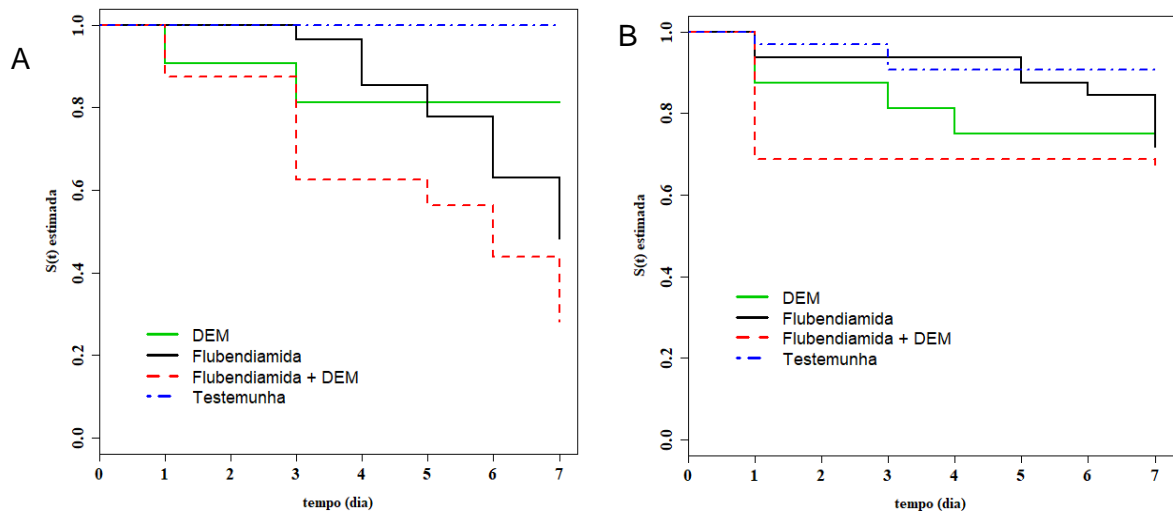 A
S(t) estimada
1.0
0.8
0.6
0.4
0.2
0.0
DEM
Flubendiamida
Flubendiamida + DEM
Testemunha
0 1 2 3 4 5 6 7
tempo (dia)
B
S(t) estimada
1.0
0.8
0.6
0.4
0.2
0.0
DEM
Flubendiamida
Flubendiamida + DEM
Testemunha
0 1 2 3 4 5 6 7
tempo (dia)